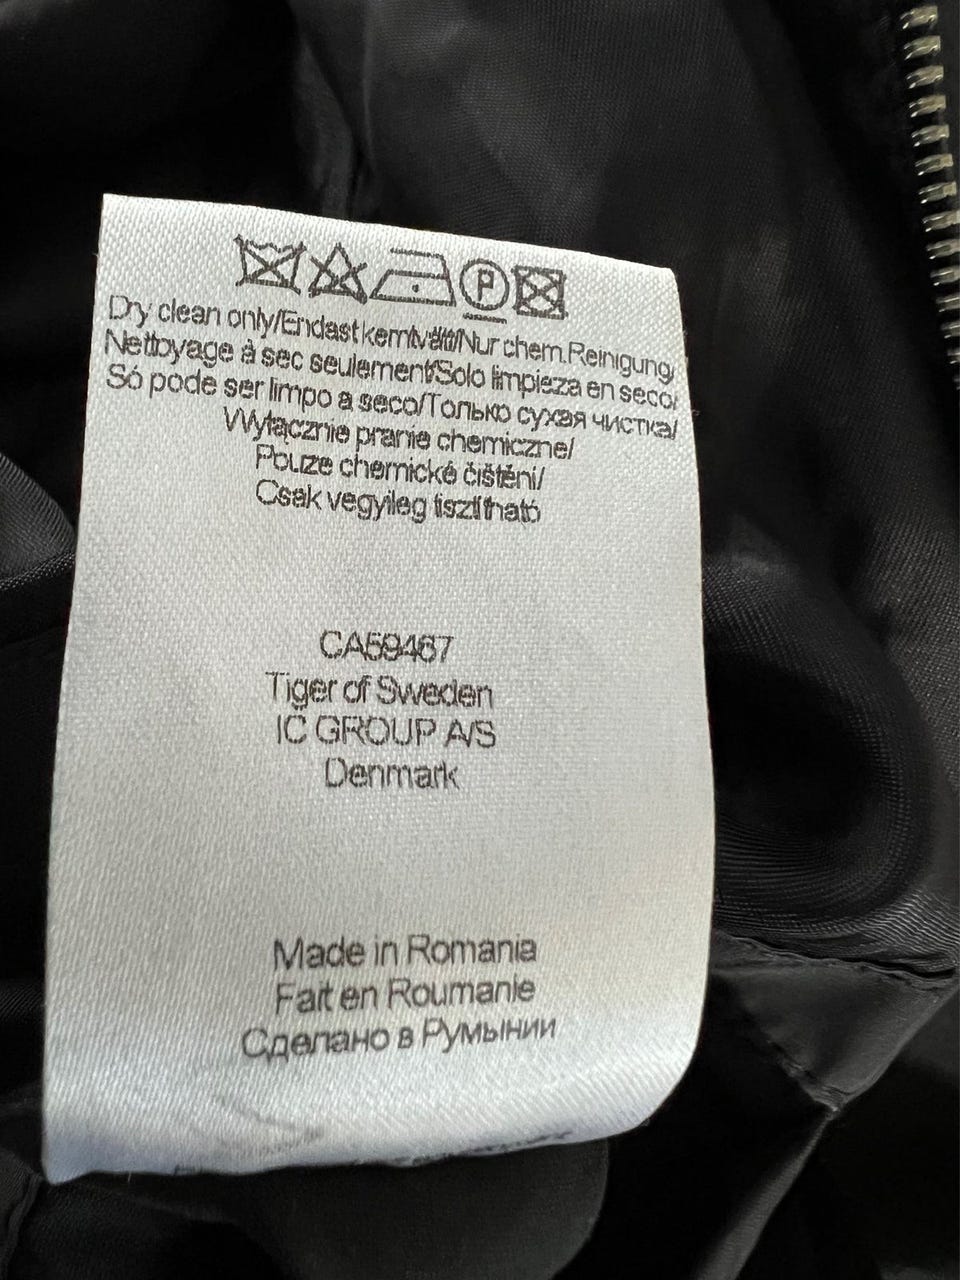 P
Dry clean only/Endast kemtvätt/Nur chem.Reinigung/
Nettoyage à sec seulement/Solo limpieza en seco/
Só pode ser limpo a seco/Только сухая чистка/
Wyłącznie pranie chemiczne/
Pouze chemické čištění/
Csak vegyileg tisztítható
CA59467
Tiger of Sweden
IC GROUP A/S
Denmark
Made in Romania
Fait en Roumanie
Сделано в Румынии